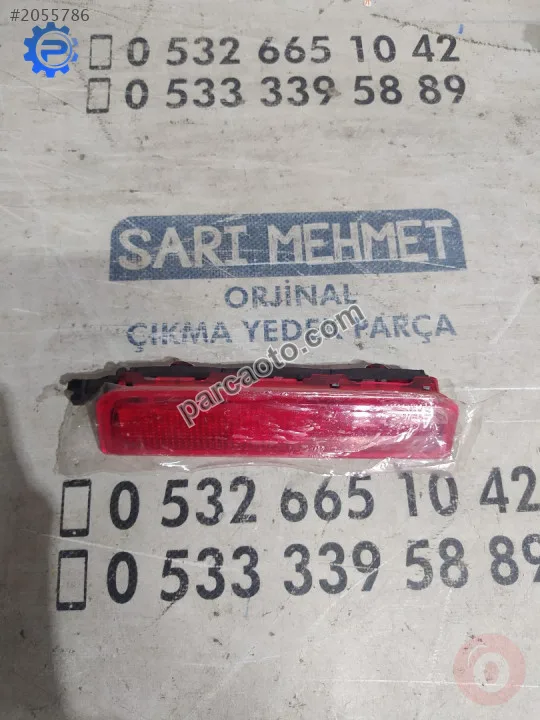 #2055786
0 532 665 10 42
0 533 339 58 89
SARI MEHMET
ORJİNAL
ÇIKMA YEDEK PARÇA
parcaoto.com
0 532 665 10 42
0 533 339 58 89